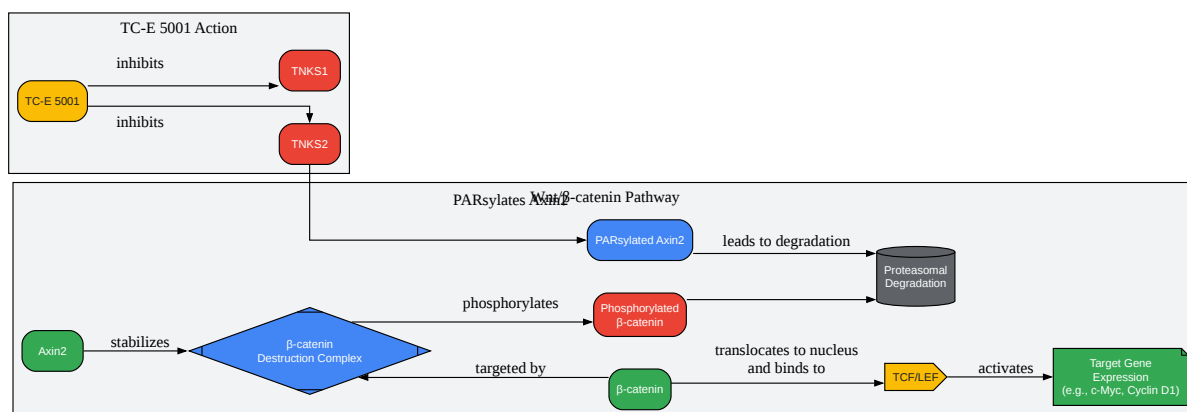 TC-E 5001 Action
inhibits
TNKS1
TC-E 5001
inhibits
TNKS2
PARsylates Axin2
Wnt/β-catenin Pathway
PARsylated Axin2
leads to degradation
Proteasomal
Degradation
phosphorylates
Phosphorylated
β-catenin
Axin2
stabilizes
β-catenin
Destruction Complex
targeted by
β-catenin
translocates to nucleus
and binds to
TCF/LEF
activates
Target Gene
Expression
(e.g., c-Myc, Cyclin D1)